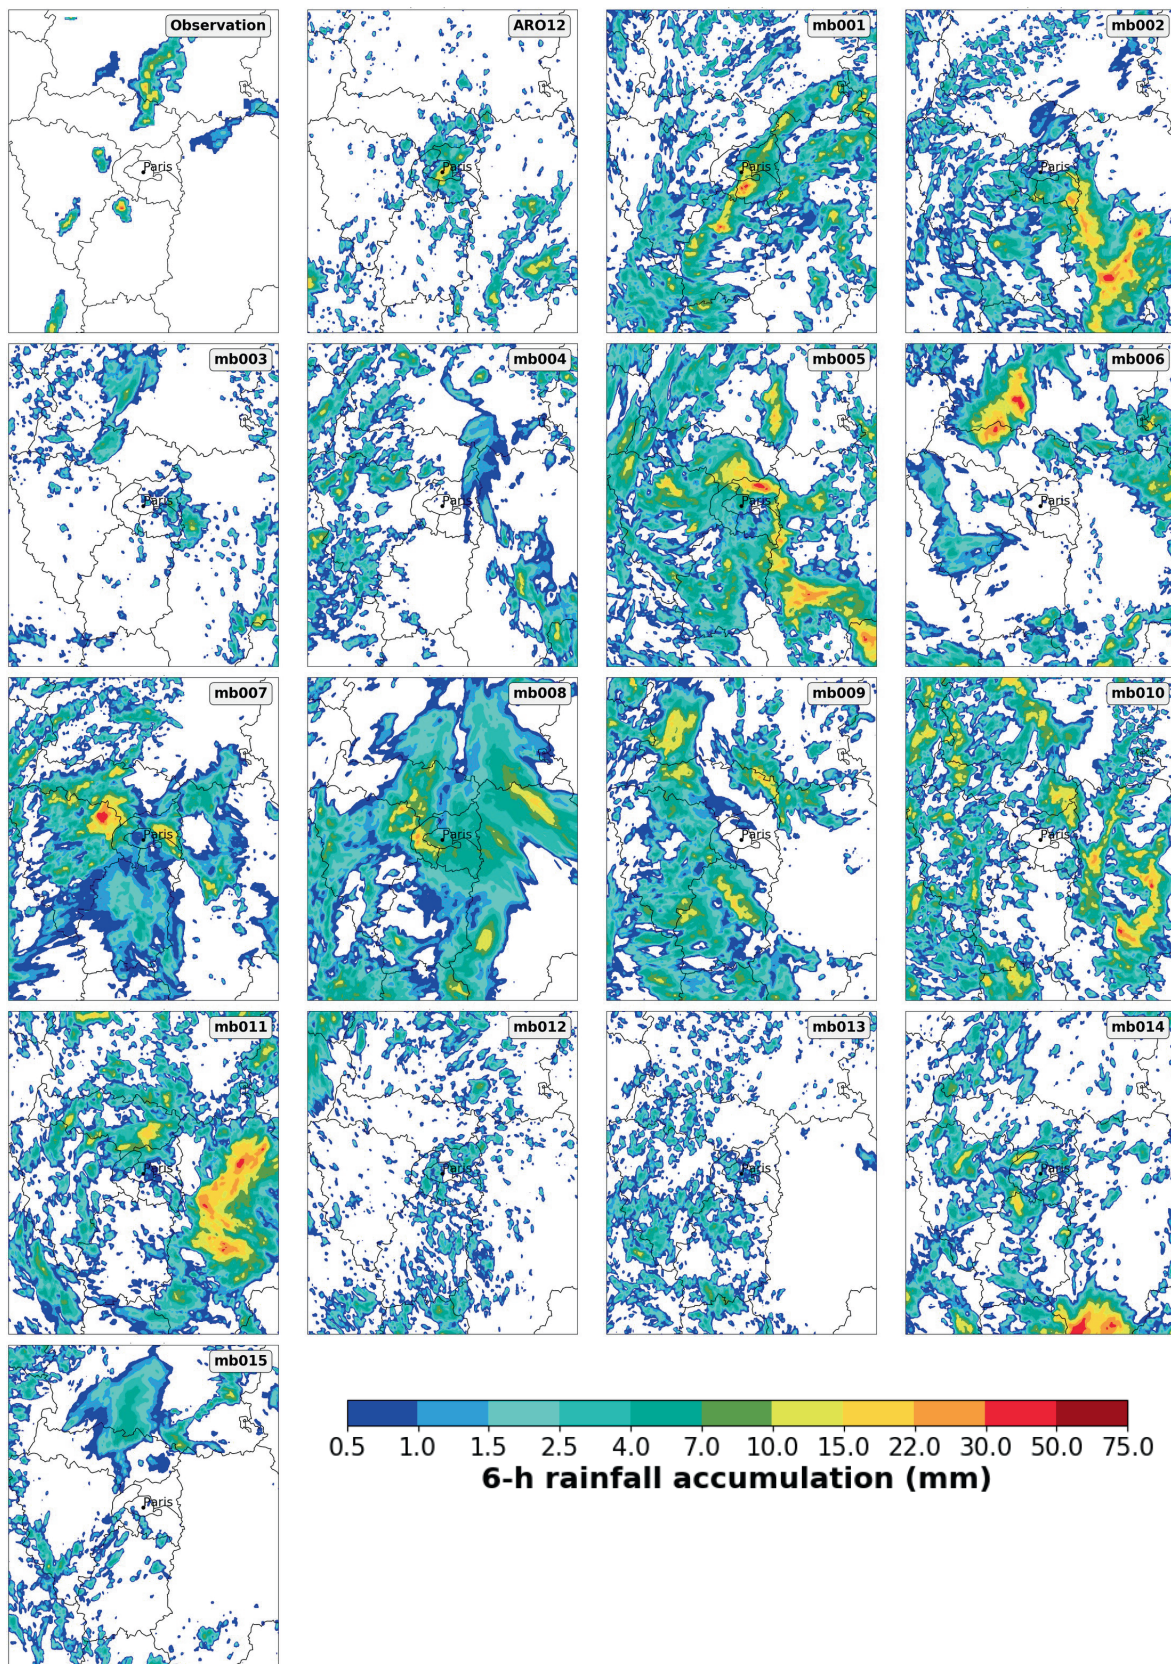 Observation ARO12 mb001 mb002
Paris Paris Paris Paris
mb003 mb004 mb005 mb006
Paris Paris Paris Paris
mb007 mb008 mb009 mb010
Paris Paris Paris Paris
mb011 mb012 mb013 mb014
Paris Paris Paris Paris
mb015
Paris
0.5 1.0 1.5 2.5 4.0 7.0 10.0 15.0 22.0 30.0 50.0 75.0
6-h rainfall accumulation (mm)